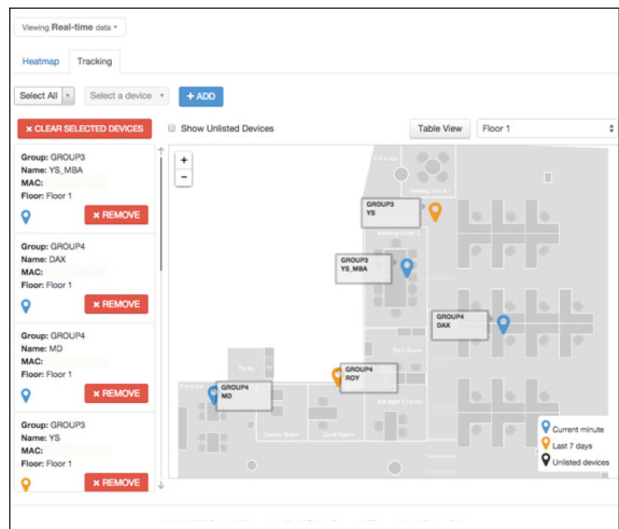 Viewing Real-time data
Heatmap
Tracking
Select All
Select a device
+ ADD
× CLEAR SELECTED DEVICES
Show Unlisted Devices
Table View
Floor 1
Group: GROUP3
Name: YS_MBA
MAC:
Floor: Floor 1
× REMOVE
Group: GROUP4
Name: DAX
MAC:
Floor: Floor 1
× REMOVE
Group: GROUP4
Name: MD
MAC:
Floor: Floor 1
× REMOVE
Group: GROUP3
Name: YS
MAC:
Floor: Floor 1
× REMOVE
+
−
GROUP3
YS
GROUP3
YS_MBA
GROUP4
DAX
GROUP4
ROY
GROUP4
MD
Current minute
Last 7 days
Unlisted devices